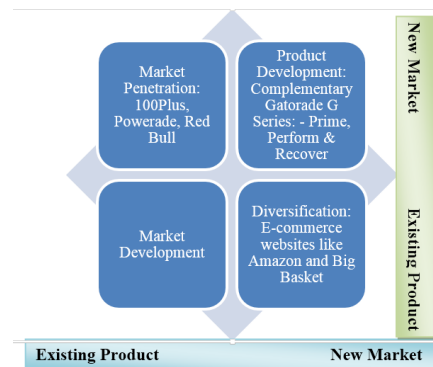 Market
Penetration:
100Plus,
Powerade, Red
Bull
Product
Development:
Complementary
Gatorade G
Series: - Prime,
Perform &
Recover
Market
Development
Diversification:
E-commerce
websites like
Amazon and Big
Basket
New Market
Existing Product
Existing Product
New Market